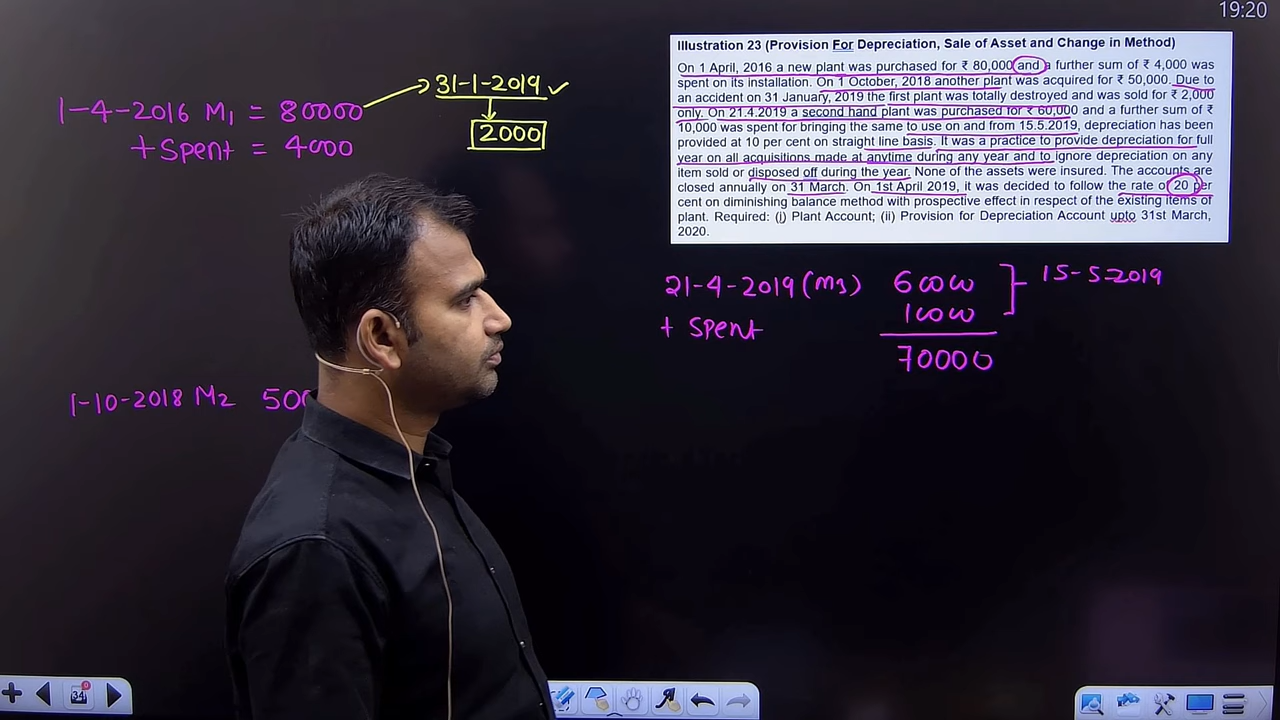 19:20
Illustration 23 (Provision For Depreciation, Sale of Asset and Change in Method)
On 1 April, 2016 a new plant was purchased for ₹ 80,000 and a further sum of ₹ 4,000 was
spent on its installation. On 1 October, 2018 another plant was acquired for ₹ 50,000. Due to
an accident on 31 January, 2019 the first plant was totally destroyed and was sold for ₹ 2,000
only. On 21.4.2019 a second hand plant was purchased for ₹ 60,000 and a further sum of ₹
10,000 was spent for bringing the same to use on and from 15.5.2019, depreciation has been
provided at 10 per cent on straight line basis. It was a practice to provide depreciation for full
year on all acquisitions made at anytime during any year and to ignore depreciation on any
item sold or disposed off during the year. None of the assets were insured. The accounts are
closed annually on 31 March. On 1st April 2019, it was decided to follow the rate of 20 per
cent on diminishing balance method with prospective effect in respect of the existing items of
plant. Required: (i) Plant Account; (ii) Provision for Depreciation Account upto 31st March,
2020.
1-4-2016 M1 = 80000
+ Spent = 4000
31-1-2019 ✓
2000
1-10-2018 M2 500
21-4-2019 (M3) 60000
+ Spent 10000
15-5-2019
70000
34